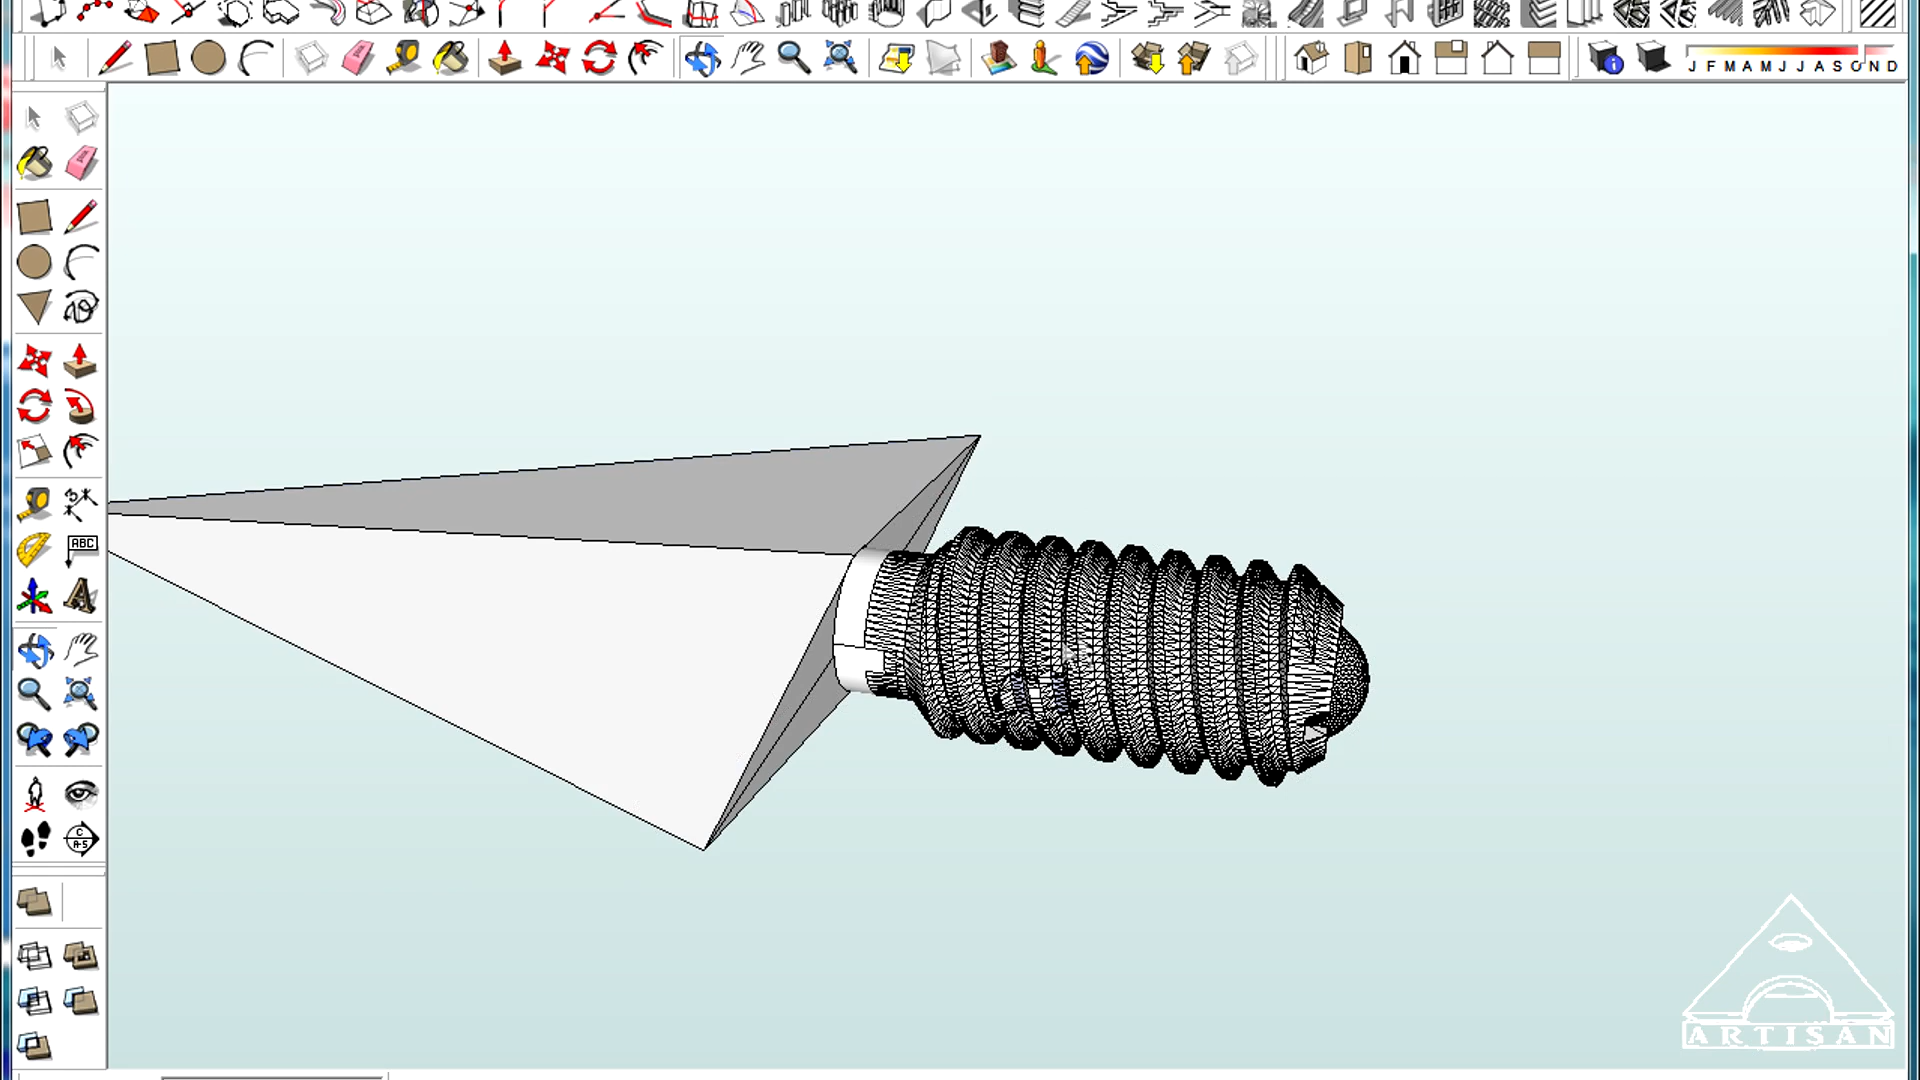 J F M A M J J A S O N D
ABC
A
C
A-S
ARTISAN